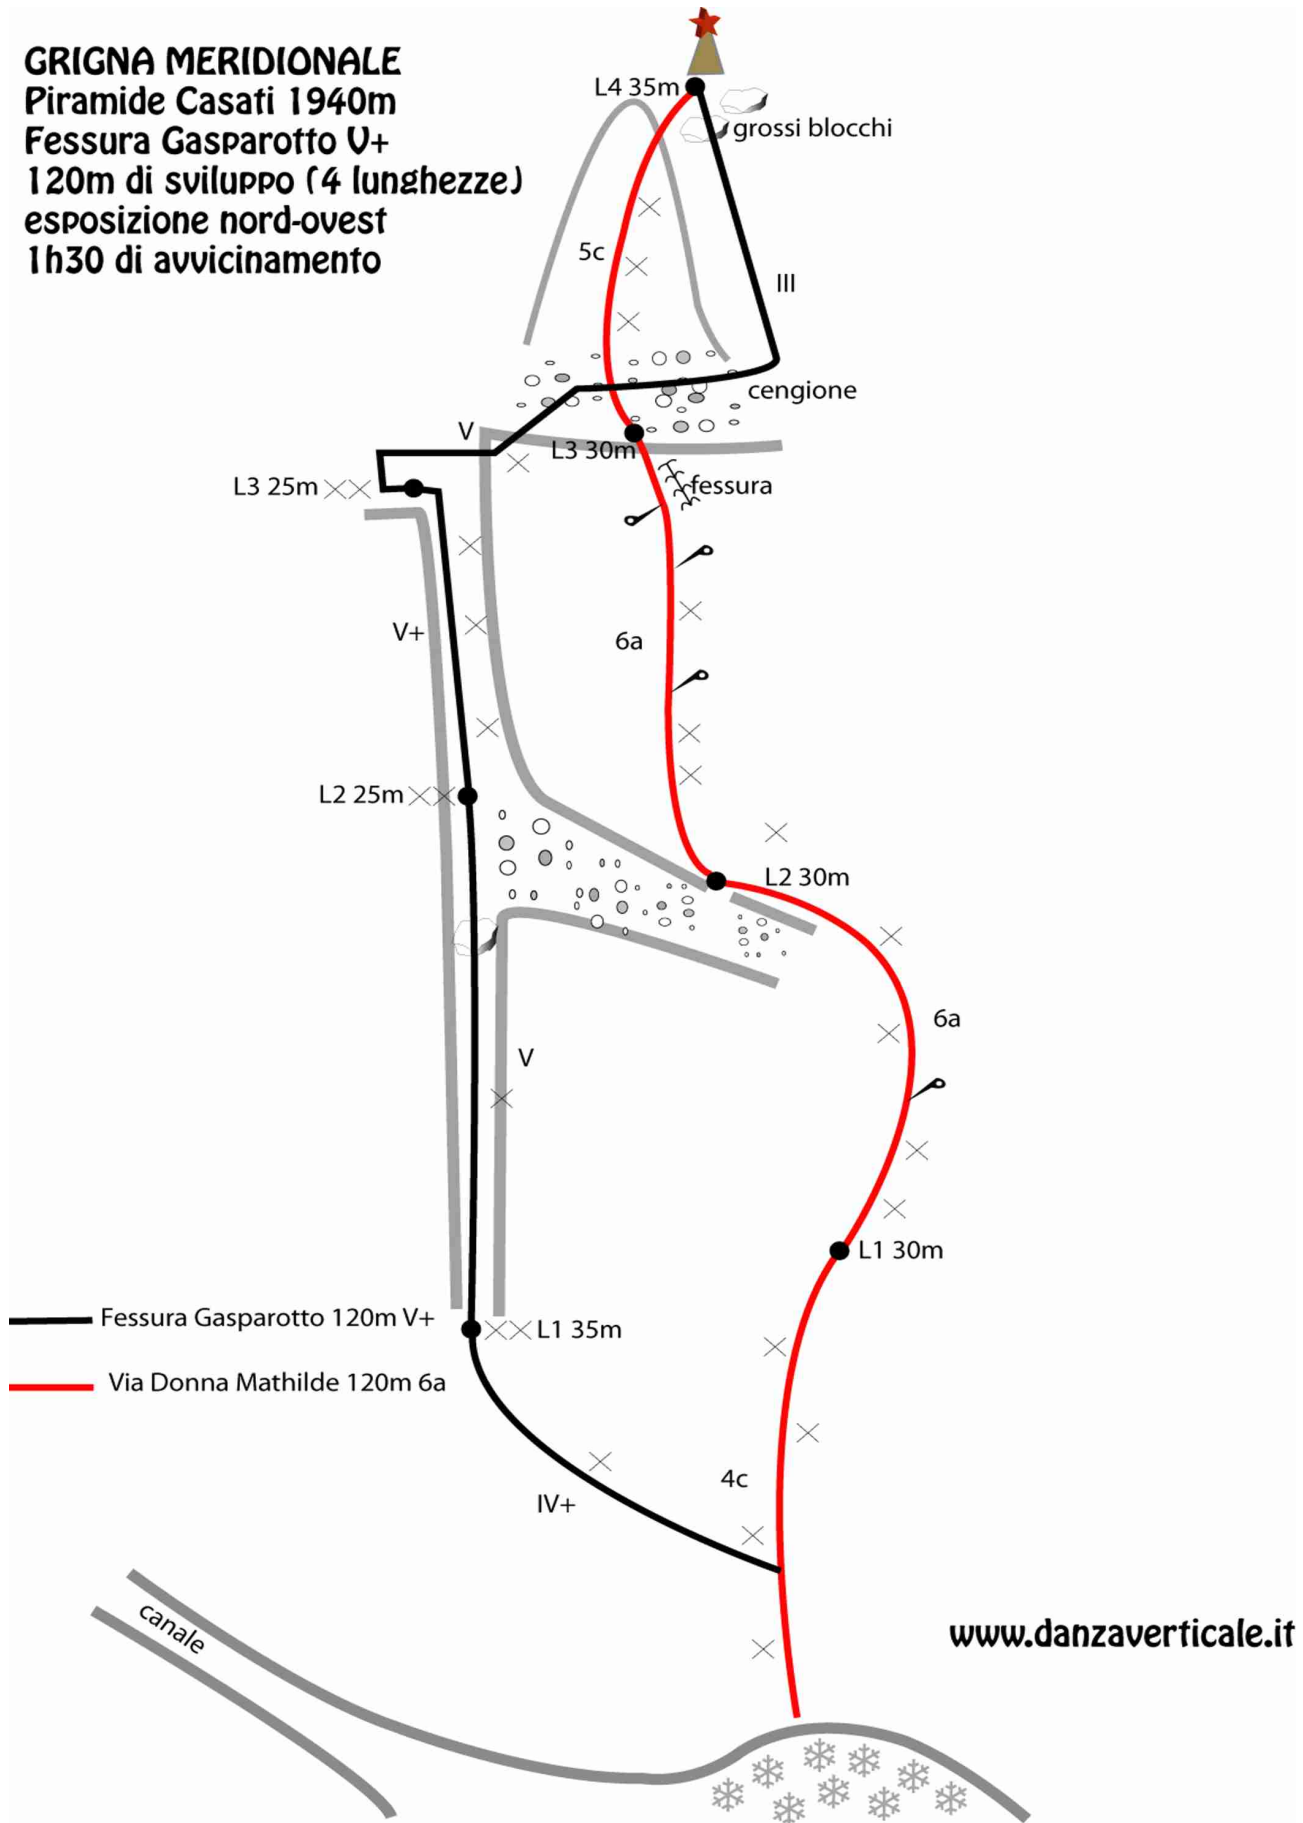 GRIGNA MERIDIONALE
Piramide Casati 1940m
Fessura Gasparotto V+
120m di sviluppo (4 lunghezze)
esposizione nord-ovest
1h30 di avvicinamento
L4 35m
grossi blocchi
5c
III
cengione
V
L3 30m
L3 25m
fessura
V+
6a
L2 25m
L2 30m
6a
V
L1 30m
Fessura Gasparotto 120m V+
L1 35m
Via Donna Mathilde 120m 6a
4c
IV+
canale
www.danzaverticale.it